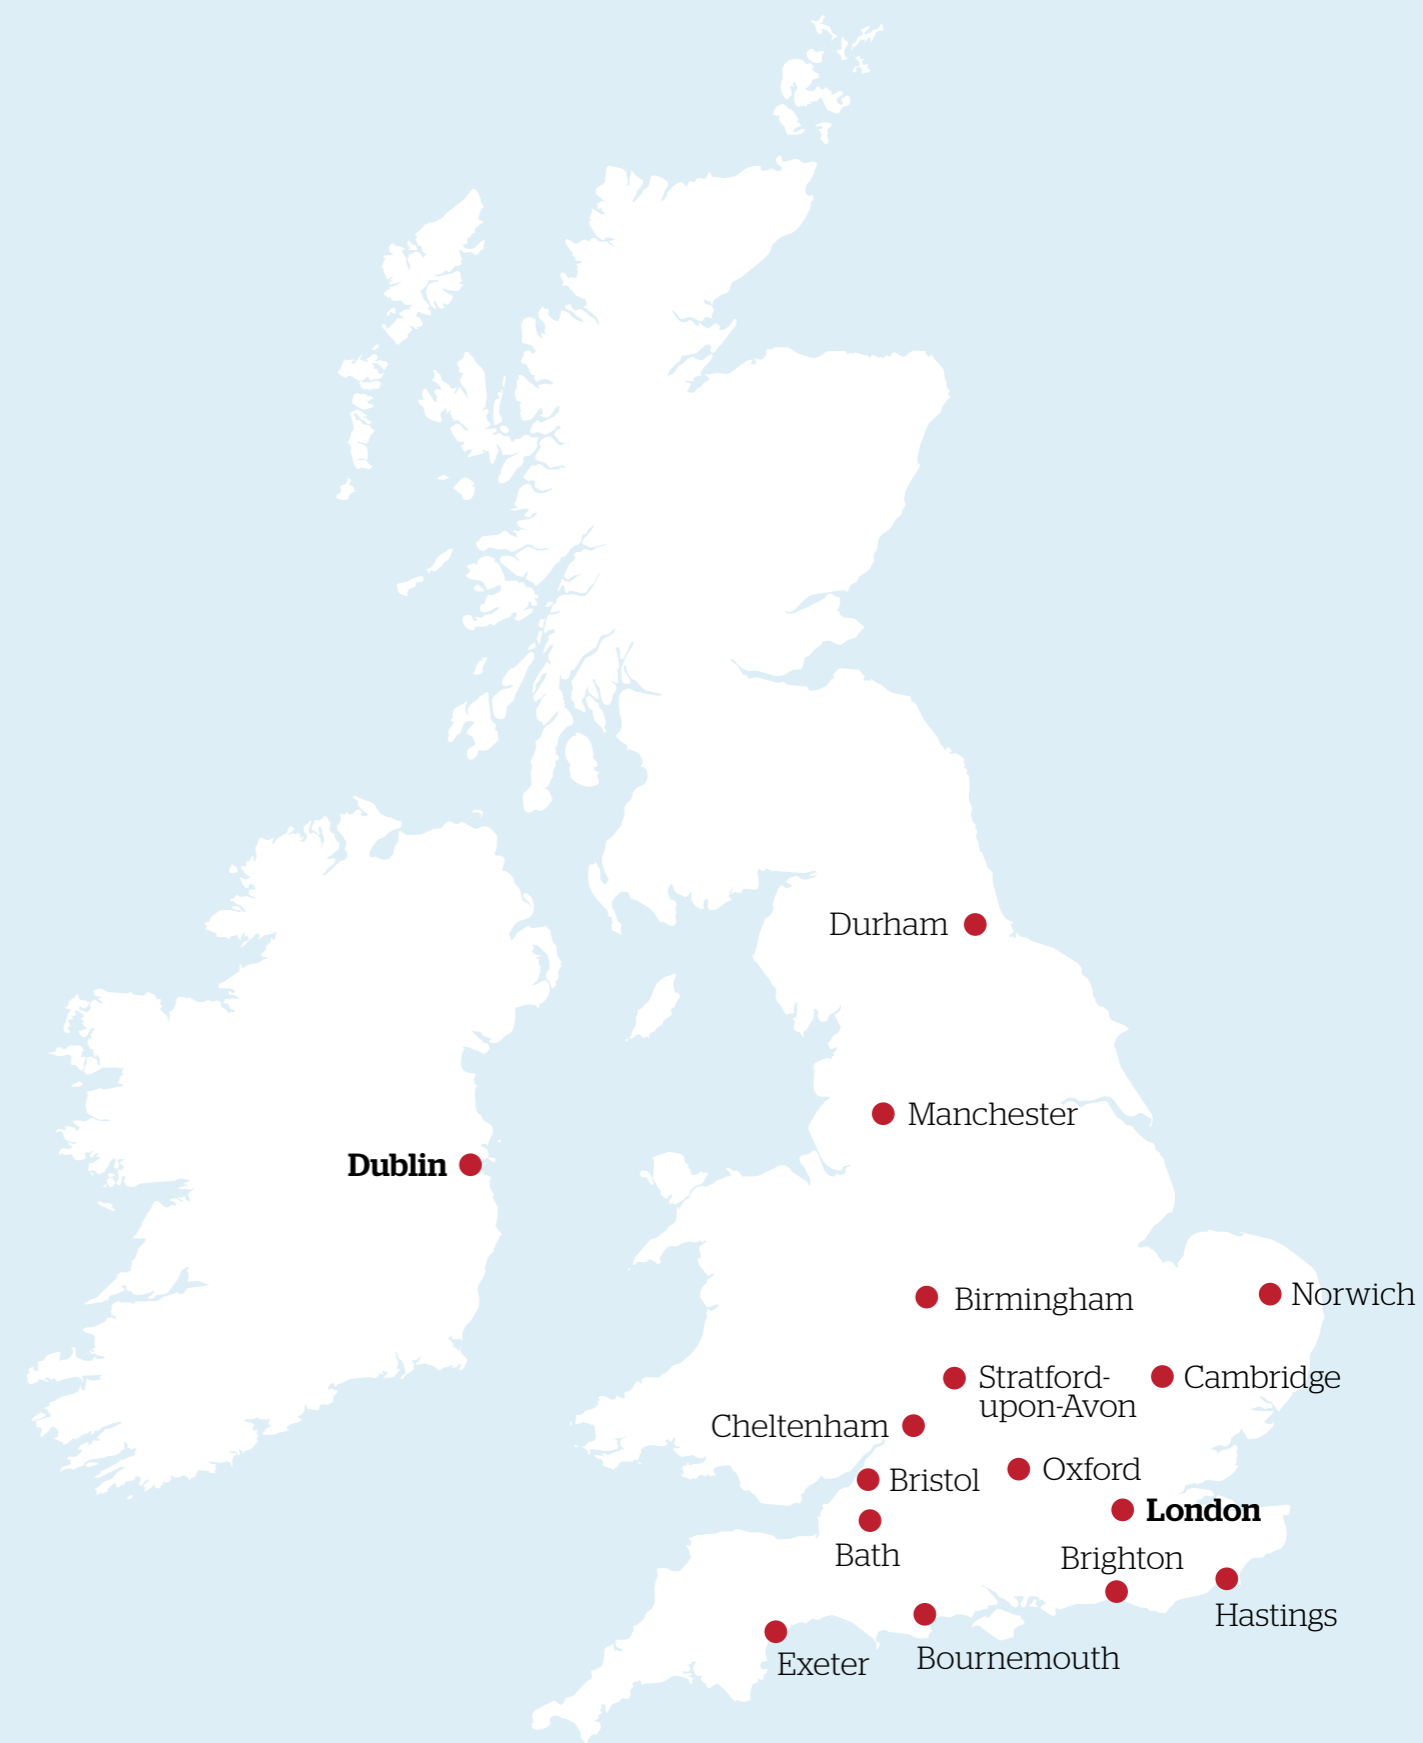 Durham
Manchester
Dublin
Birmingham
Norwich
Stratford-
upon-Avon
Cambridge
Cheltenham
Bristol
Oxford
London
Bath
Brighton
Hastings
Exeter
Bournemouth